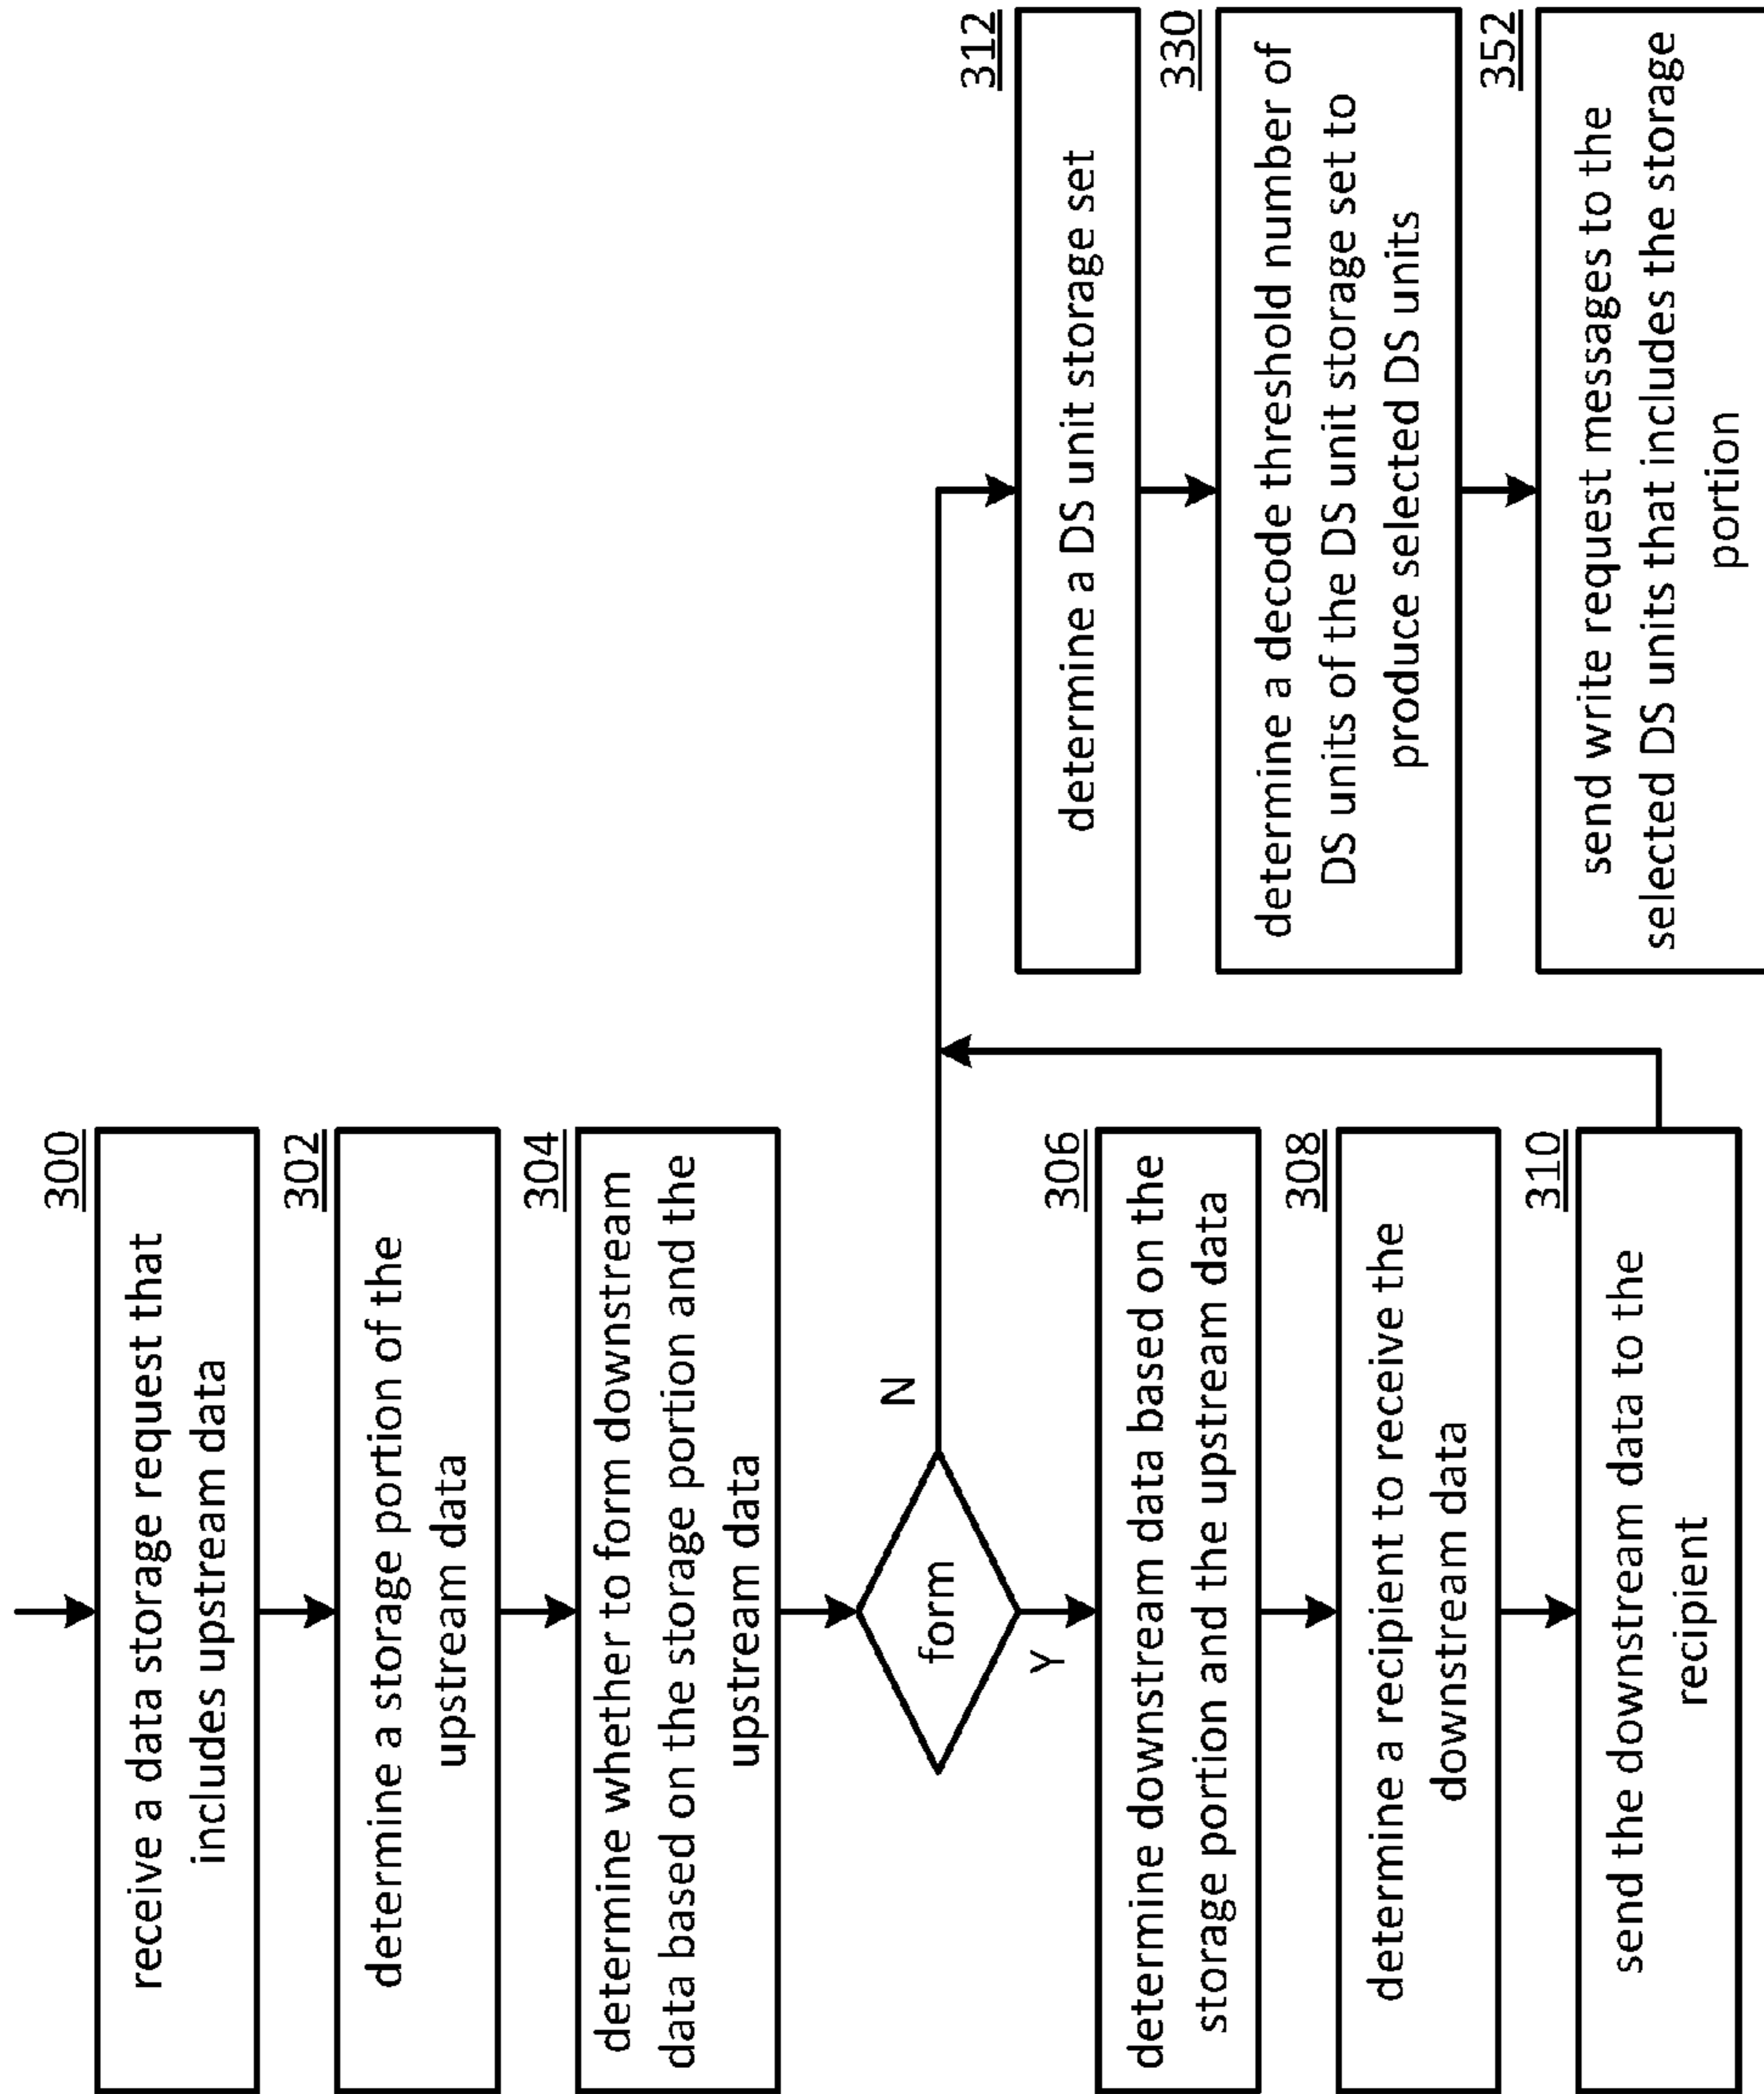 300
receive a data storage request that
includes upstream data
302
determine a storage portion of the
upstream data
304
determine whether to form downstream
data based on the storage portion and the
upstream data
form
N
Y
306
determine downstream data based on the
storage portion and the upstream data
308
determine a recipient to receive the
downstream data
310
send the downstream data to the
recipient
312
determine a DS unit storage set
330
determine a decode threshold number of
DS units of the DS unit storage set to
produce selected DS units
352
send write request messages to the
selected DS units that includes the storage
portion